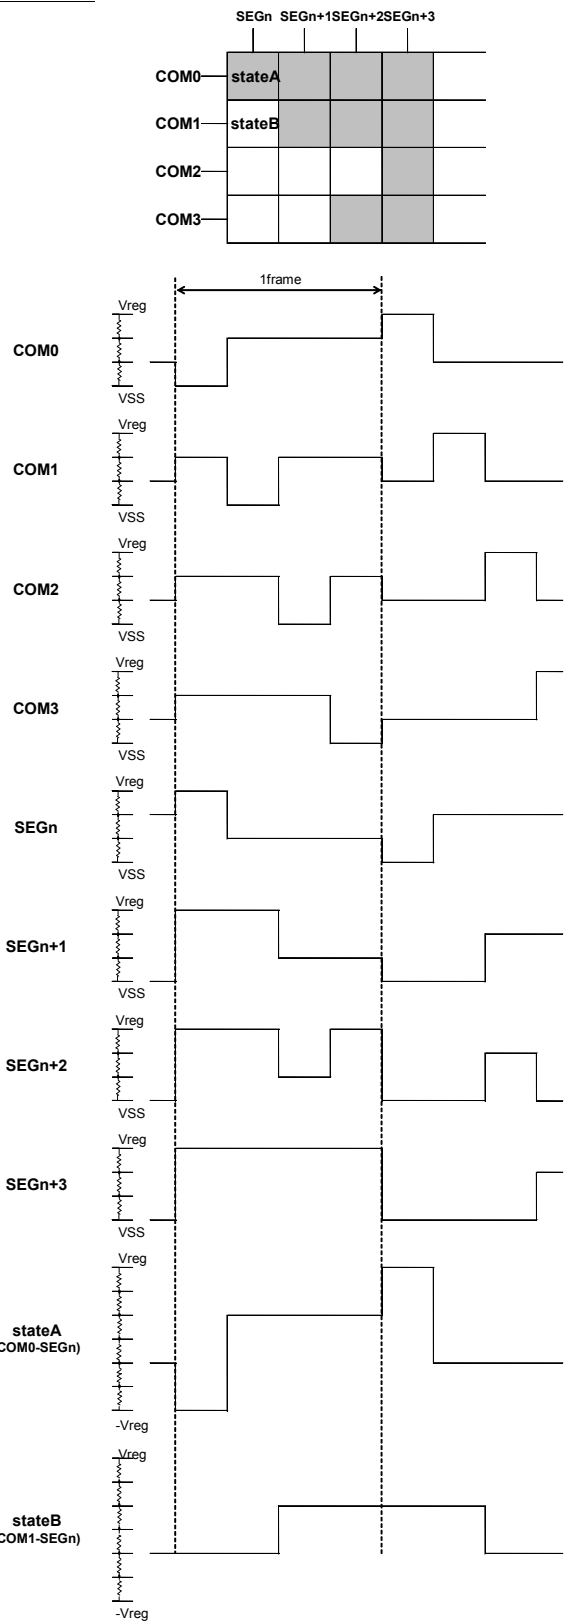 SEGn SEGn+1SEGn+2SEGn+3
COM0 stateA
COM1 stateB
COM2
COM3
1frame
Vreg
COM0
VSS
Vreg
COM1
VSS
Vreg
COM2
VSS
Vreg
COM3
VSS
Vreg
SEGn
VSS
Vreg
SEGn+1
VSS
Vreg
SEGn+2
VSS
Vreg
SEGn+3
VSS
Vreg
stateA
COM0-SEGn)
-Vreg
Vreg
stateB
COM1-SEGn)
-Vreg